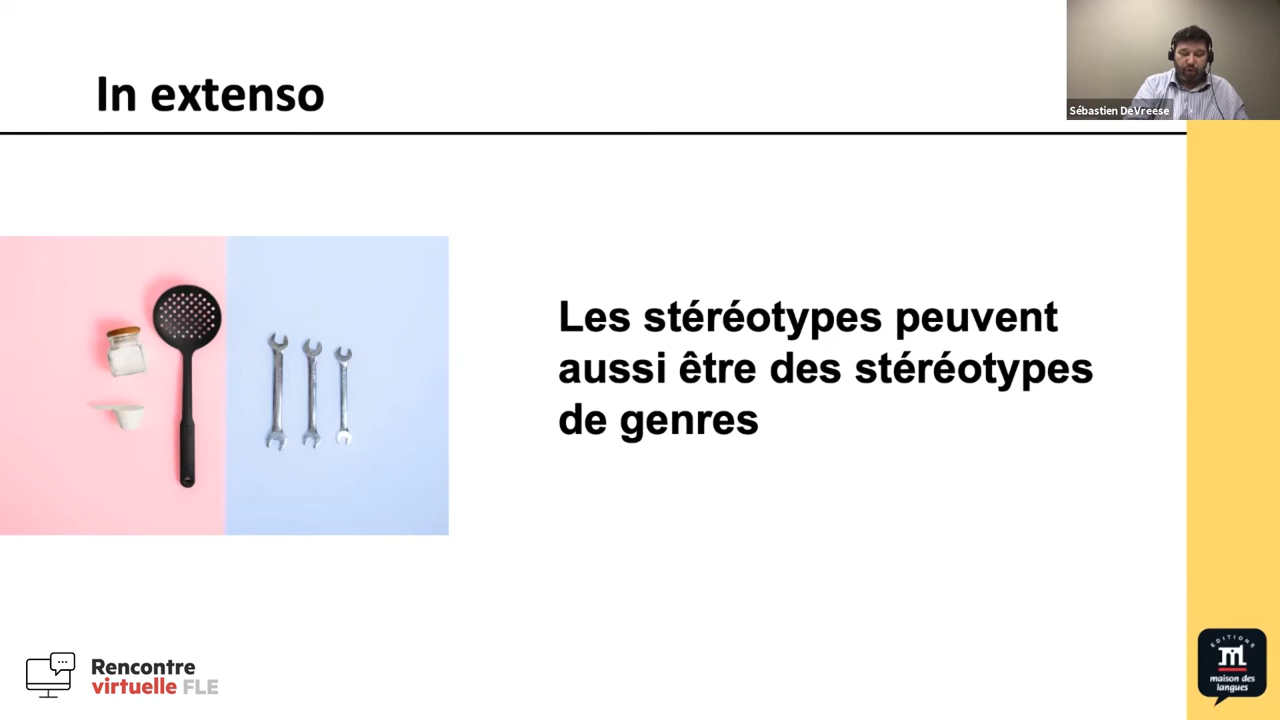 In extenso
Sébastien DeVreese
Les stéréotypes peuvent
aussi être des stéréotypes
de genres
Rencontre
virtuelle FLE
EDITIONS
maison des
langues